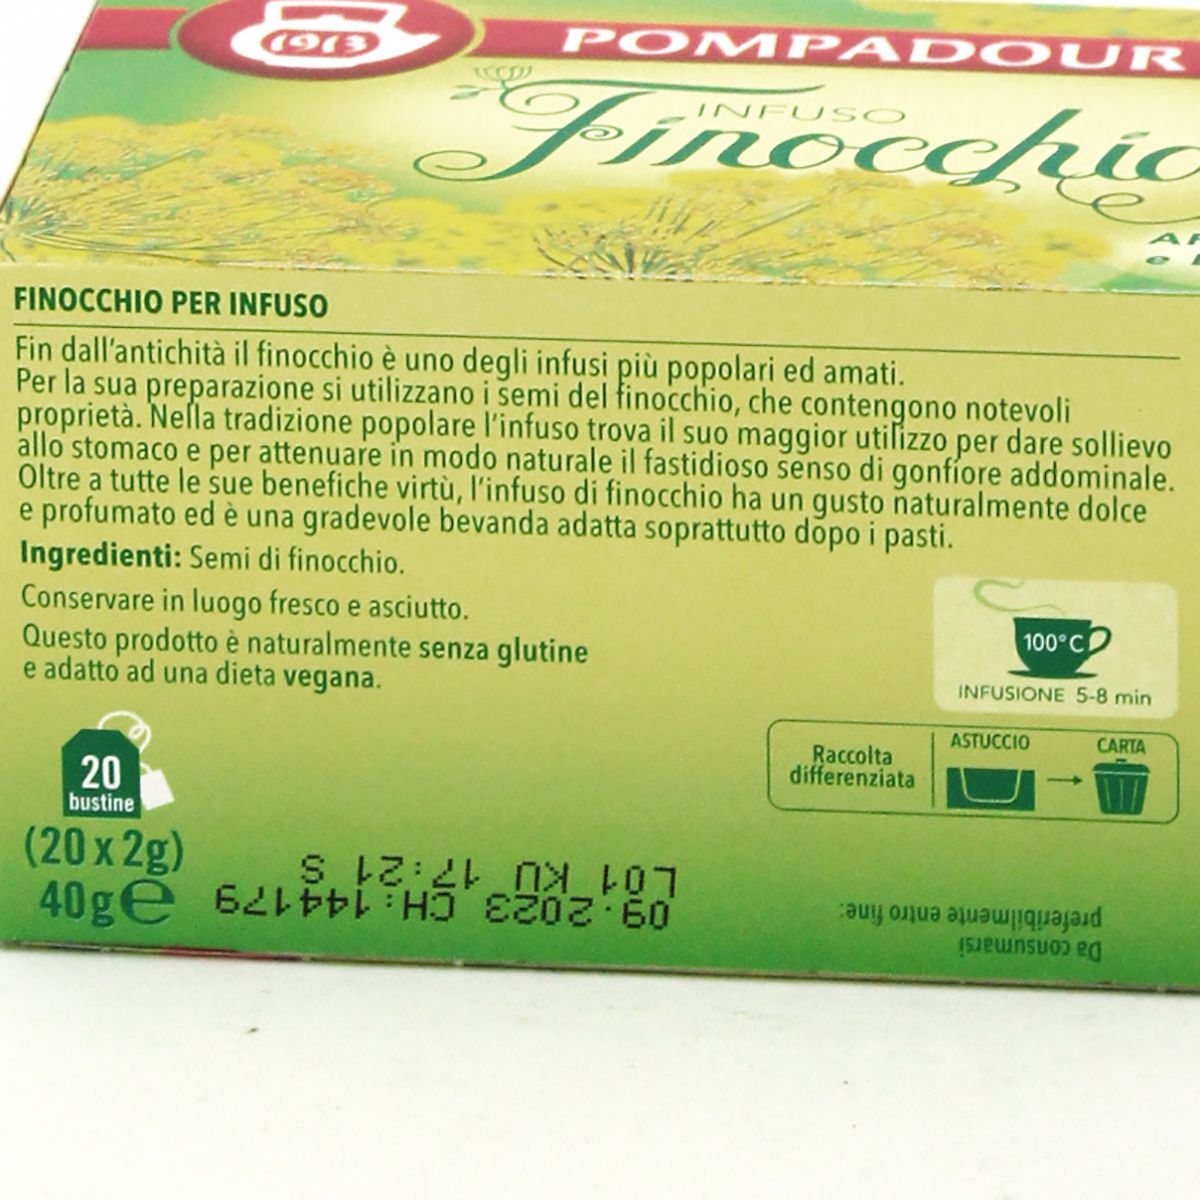 1913
POMPADOUR
INFUSO
Finocchio
FINOCCHIO PER INFUSO
Fin dall'antichità il finocchio è uno degli infusi più popolari ed amati.
Per la sua preparazione si utilizzano i semi del finocchio, che contengono notevoli
proprietà. Nella tradizione popolare l'infuso trova il suo maggior utilizzo per dare sollievo
allo stomaco e per attenuare in modo naturale il fastidioso senso di gonfiore addominale.
Oltre a tutte le sue benefiche virtù, l'infuso di finocchio ha un gusto naturalmente dolce
e profumato ed è una gradevole bevanda adatta soprattutto dopo i pasti.
Ingredienti: Semi di finocchio.
Conservare in luogo fresco e asciutto.
Questo prodotto è naturalmente senza glutine
e adatto ad una dieta vegana.
100°C
INFUSIONE 5-8 min
Raccolta
differenziata
ASTUCCIO
CARTA
20
bustine
(20 x 2g)
40g e
Da consumarsi
preferibilmente entro fine:
09.2023 CH:144179
L01 KU 17:21 S